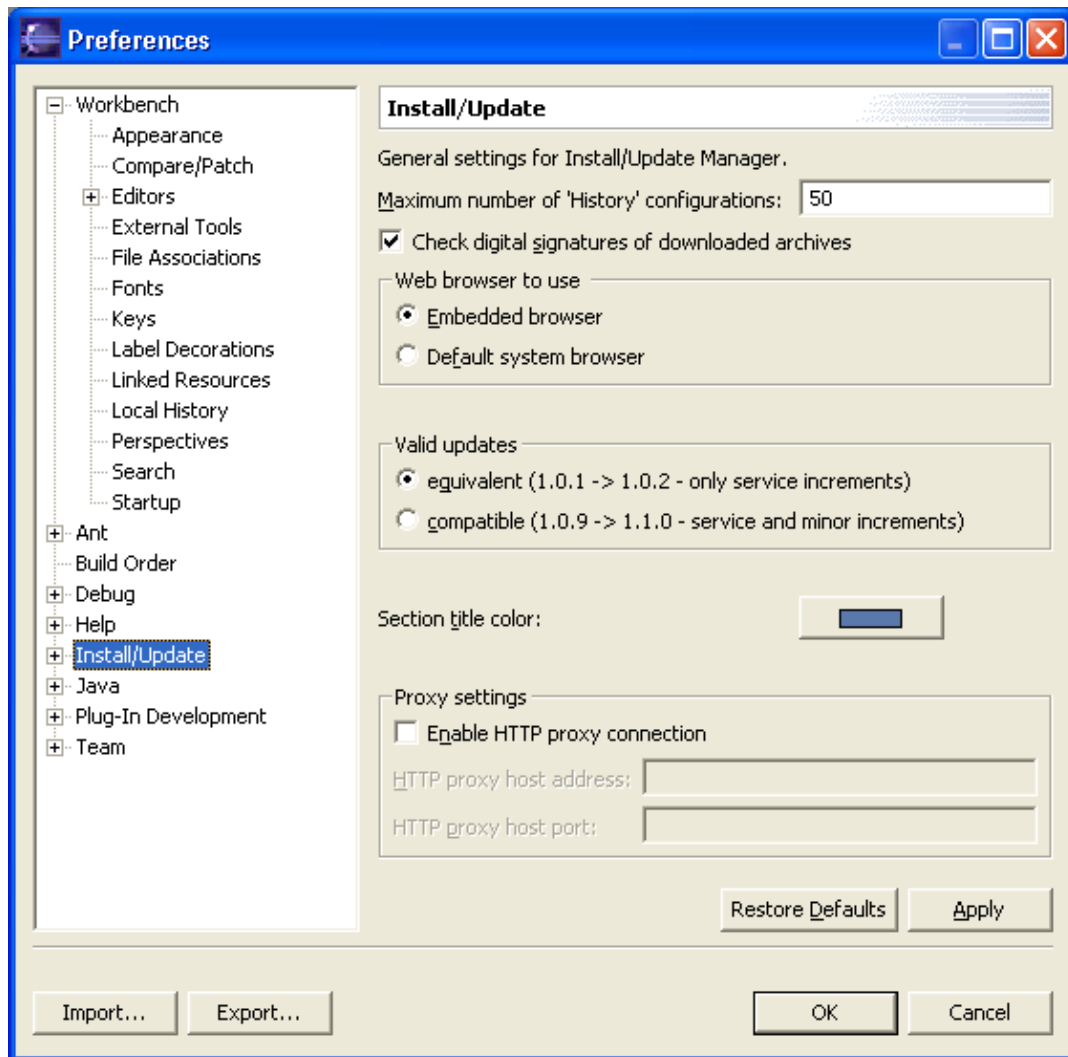 Preferences
Workbench
Appearance
Compare/Patch
Editors
External Tools
File Associations
Fonts
Keys
Label Decorations
Linked Resources
Local History
Perspectives
Search
Startup
Ant
Build Order
Debug
Help
Install/Update
Java
Plug-In Development
Team
Install/Update
General settings for Install/Update Manager.
Maximum number of 'History' configurations: 50
Check digital signatures of downloaded archives
Web browser to use
Embedded browser
Default system browser
Valid updates
equivalent (1.0.1 -> 1.0.2 - only service increments)
compatible (1.0.9 -> 1.1.0 - service and minor increments)
Section title color:
Proxy settings
Enable HTTP proxy connection
HTTP proxy host address:
HTTP proxy host port:
Restore Defaults Apply
Import... Export... OK Cancel